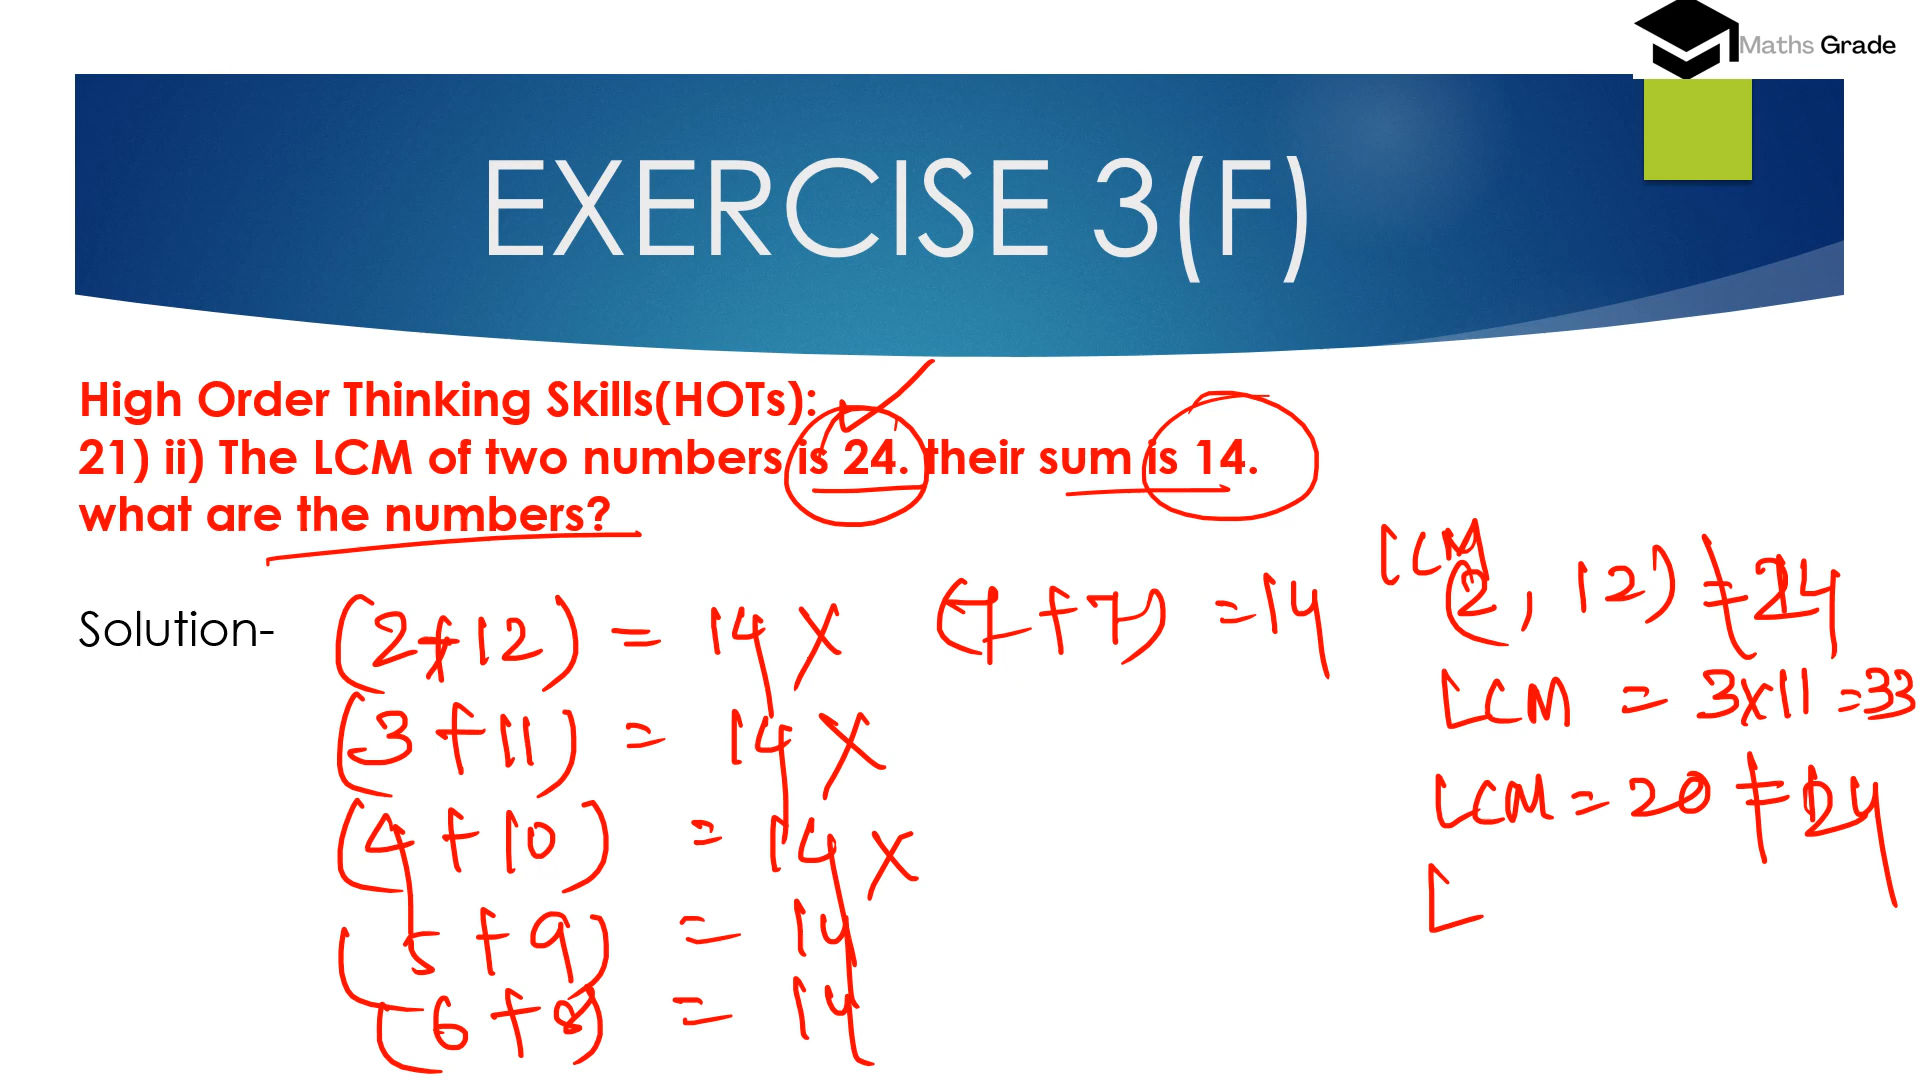 Maths Grade
EXERCISE 3(F)
High Order Thinking Skills(HOTs):
21) ii) The LCM of two numbers is 24. their sum is 14.
what are the numbers?
Solution-
(2+12) = 14 X
(3+11) = 14 X
(4+10) = 14 X
(5+9) = 14
(6+8) = 14
(7+7) = 14
LCM
(2, 12) ≠ 24
LCM = 3x11 = 33
LCM = 20 ≠ 24
L